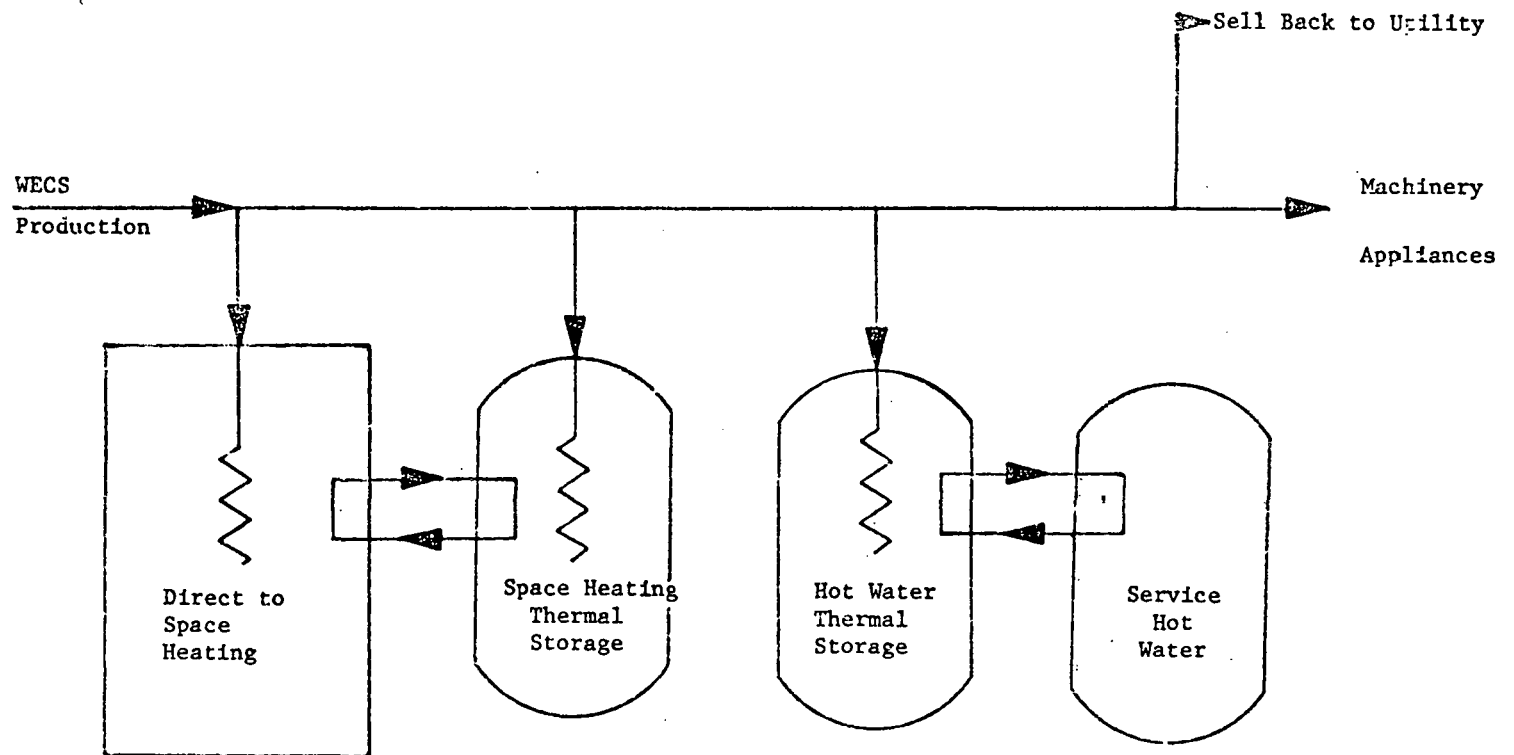 Sell Back to Utility
WECS
Production
Machinery
Appliances
Direct to
Space
Heating
Space Heating
Thermal
Storage
Hot Water
Thermal
Storage
Service
Hot
Water